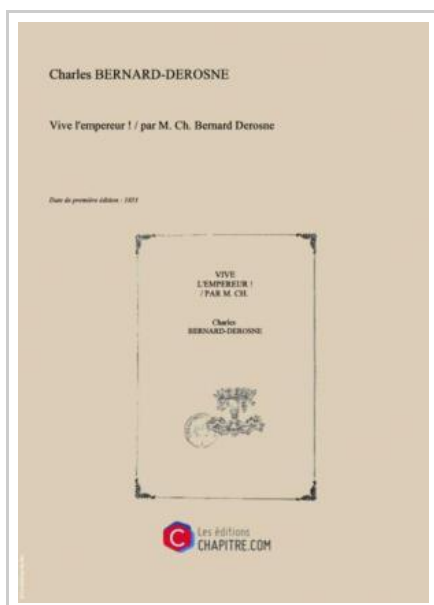 Charles BERNARD-DEROSNE
Vive l'empereur ! / par M. Ch. Bernard Derosne
Date de première édition : 1853
VIVE
L'EMPEREUR !
/ PAR M. CH.
Charles
BERNARD-DEROSNE
C
Les éditions
CHAPITRE.COM